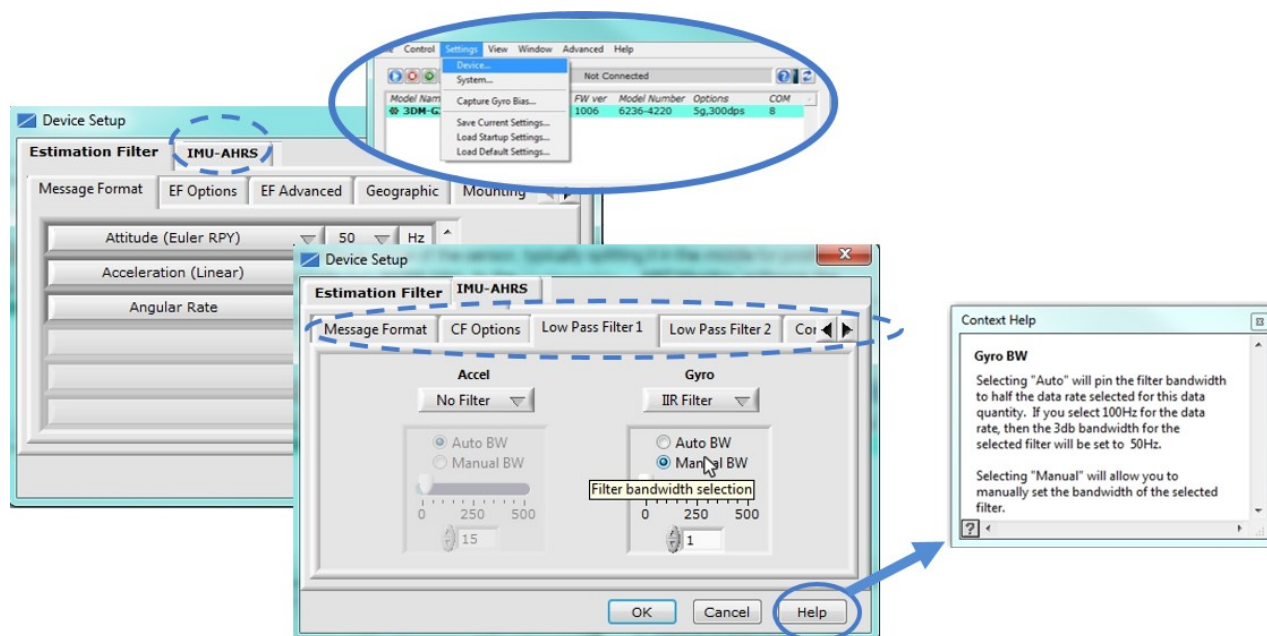 Control Settings View Window Advanced Help
Device...
System...
Capture Gyro Bias...
Save Current Settings...
Load Startup Settings...
Load Default Settings...
Not Connected
Model Nam FW ver Model Number Options COM
3DM-G 1006 6236-4220 5g,300dps 8
Device Setup
Estimation Filter IMU-AHRS
Message Format EF Options EF Advanced Geographic Mounting
Attitude (Euler RPY) 50 Hz
Acceleration (Linear)
Angular Rate
Device Setup
Estimation Filter IMU-AHRS
Message Format CF Options Low Pass Filter 1 Low Pass Filter 2 Co
Accel Gyro
No Filter IIR Filter
Auto BW Auto BW
Manual BW Manual BW
Filter bandwidth selection
0 250 500 0 250 500
15 1
OK Cancel Help
Context Help
Gyro BW
Selecting "Auto" will pin the filter bandwidth
to half the data rate selected for this data
quantity. If you select 100Hz for the data
rate, then the 3db bandwidth for the
selected filter will be set to 50Hz.
Selecting "Manual" will allow you to
manually set the bandwidth of the selected
filter.
?